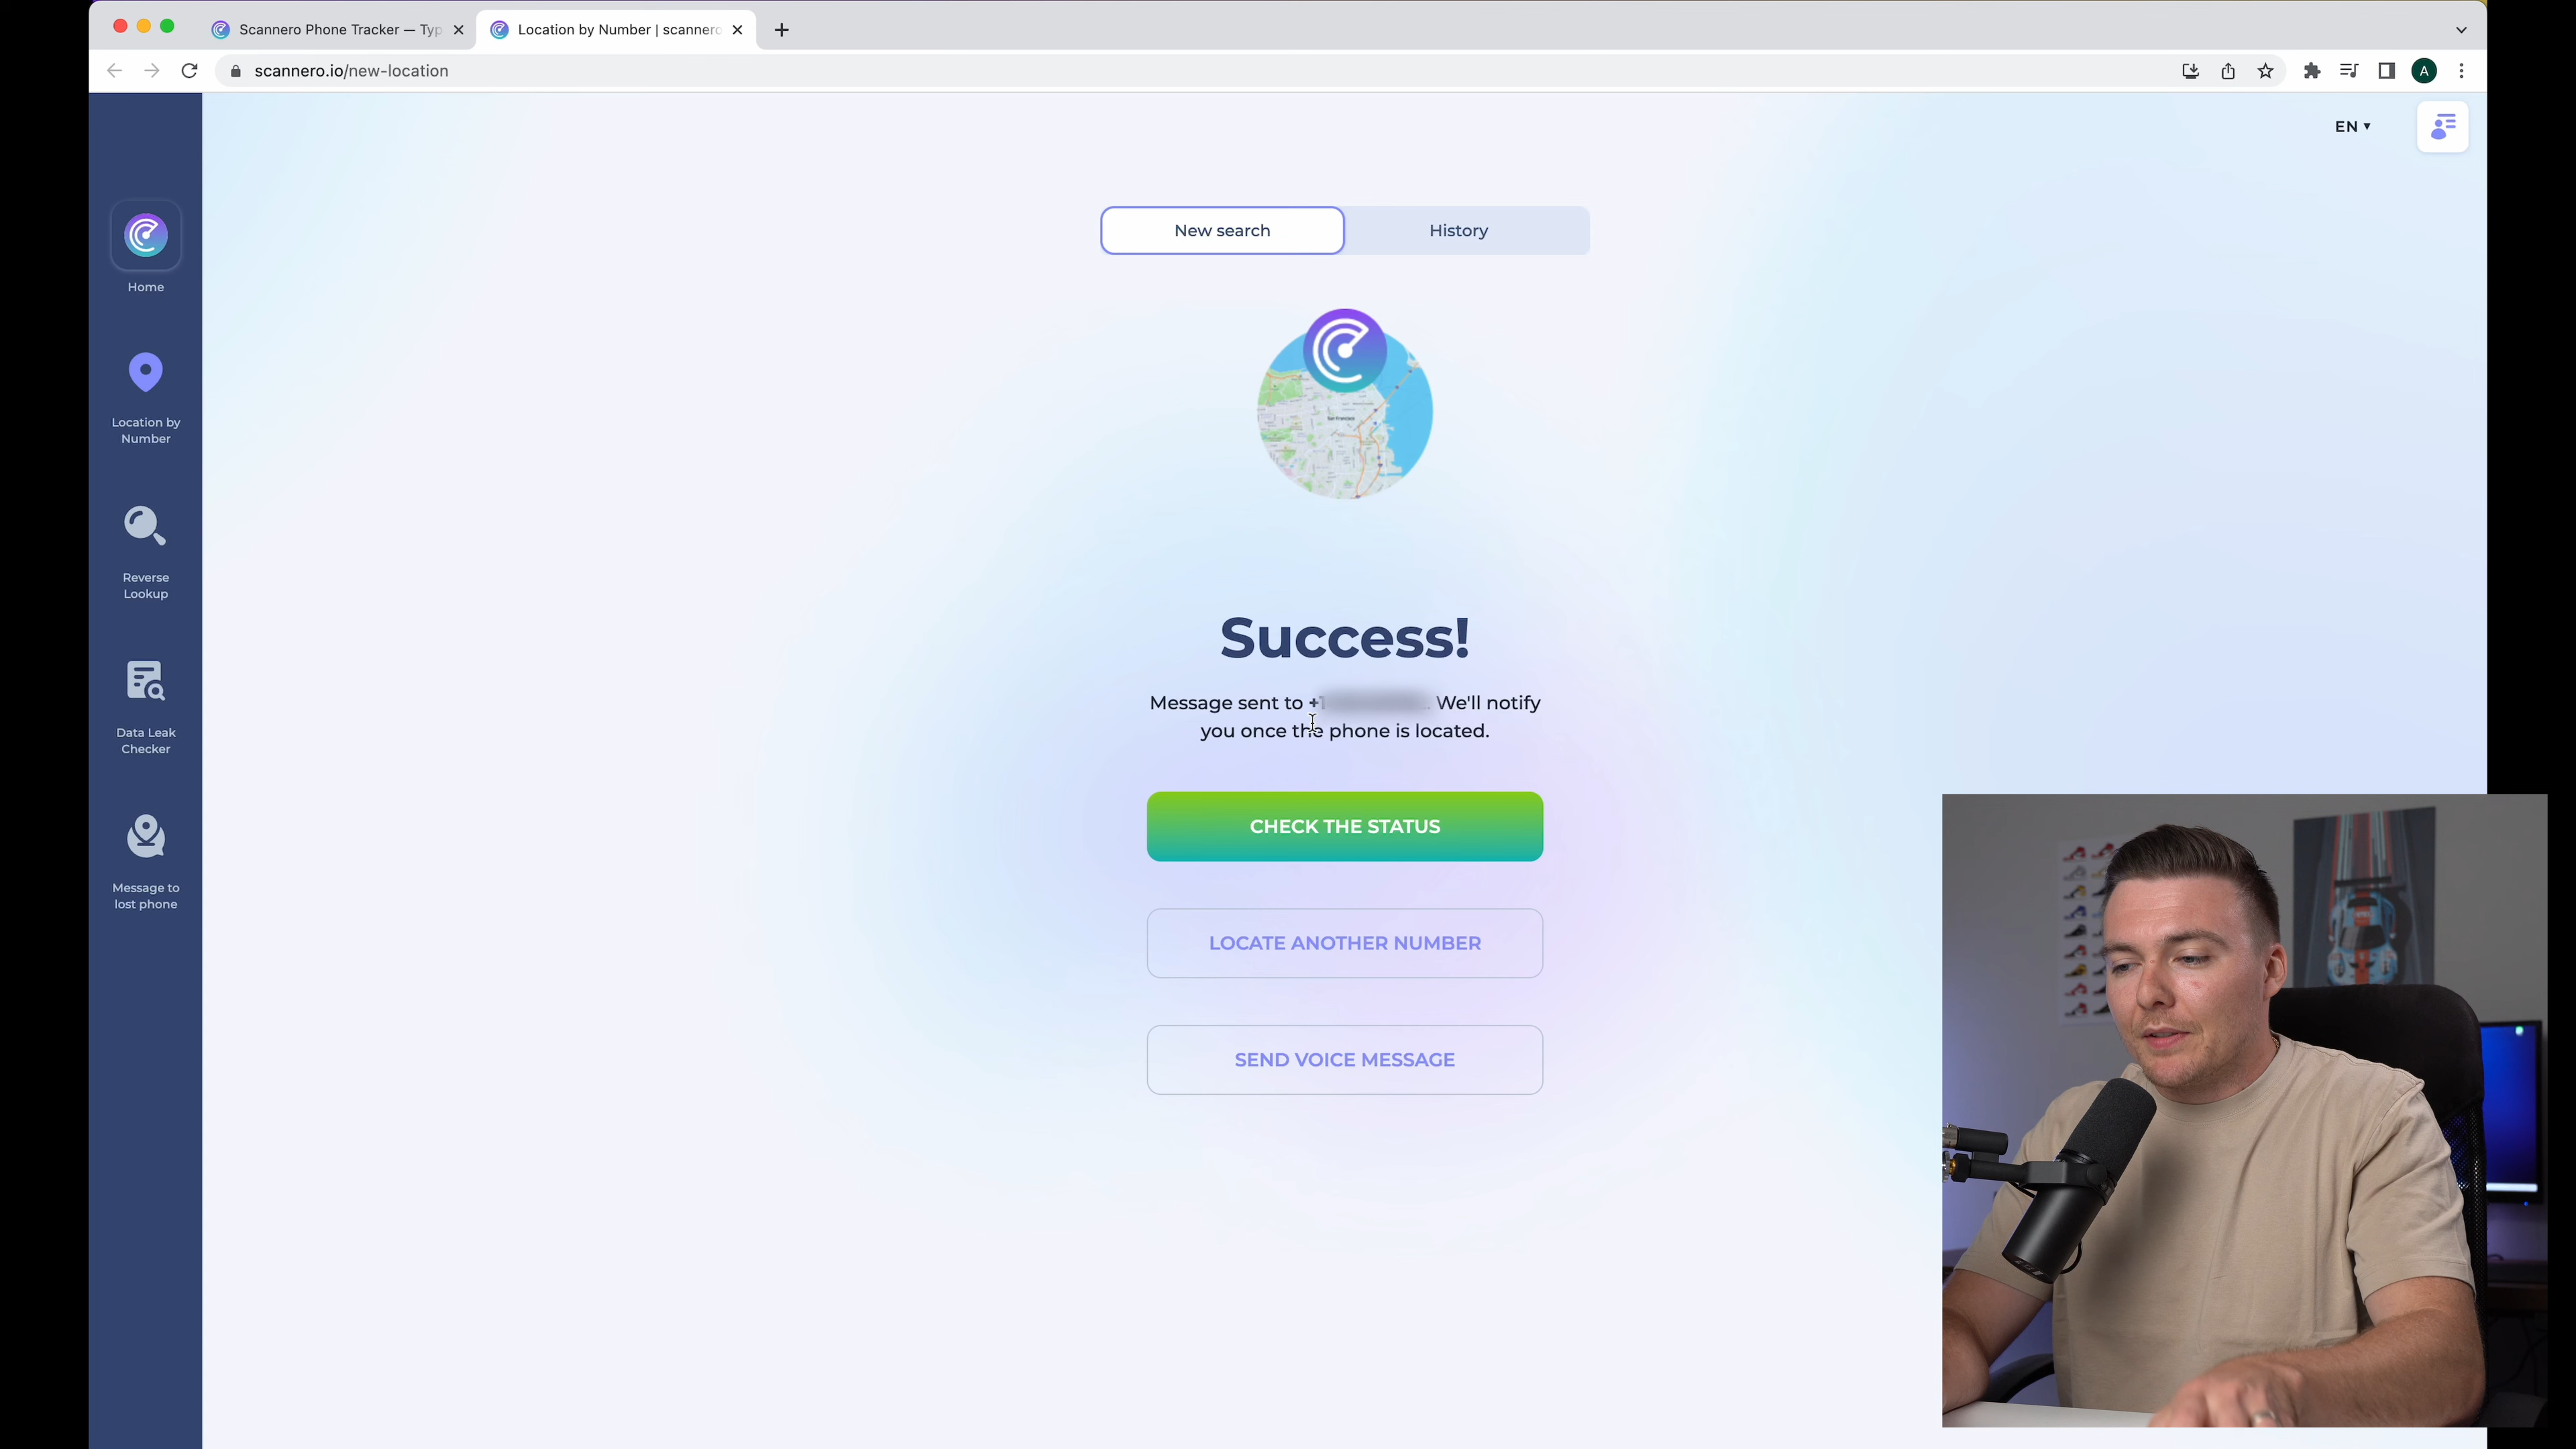 Scannero Phone Tracker — Typ
Location by Number | scannero
scannero.io/new-location
A
EN ▼
Home
Location by
Number
Reverse
Lookup
Data Leak
Checker
Message to
lost phone
New search
History
Success!
Message sent to +1 We'll notify
you once the phone is located.
CHECK THE STATUS
LOCATE ANOTHER NUMBER
SEND VOICE MESSAGE